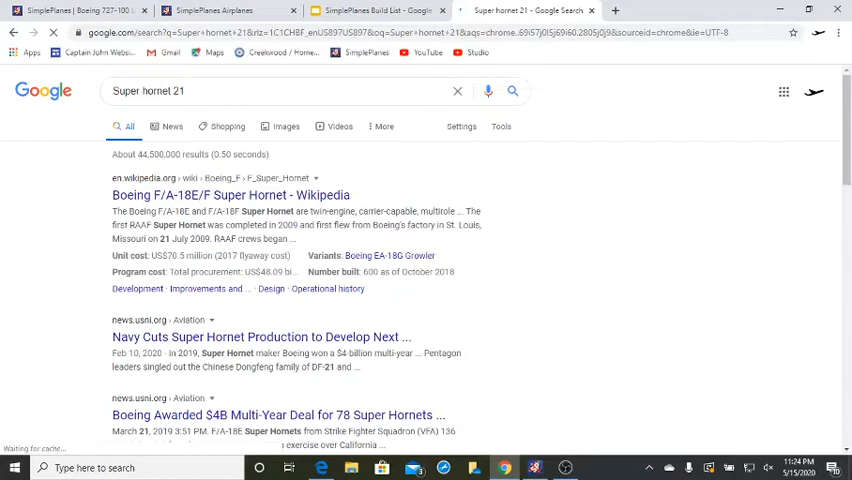 SimplePlanes | Boeing 727-100
SimplePlanes Airplanes
SimplePlanes Build List - Google
Super hornet 21 - Google Search
google.com/search?q=Super+hornet+21&rlz=1C1CHBF_enUS897US897&oq=Super+hornet+21&aqs=chrome..69i57j0l5j69i60.2805j0j9&sourceid=chrome&ie=UTF-8
Apps Captain John Websi... Gmail Maps Creekwood / Home... SimplePlanes YouTube Studio
Google Super hornet 21
All News Shopping Images Videos More Settings Tools
About 44,500,000 results (0.50 seconds)
en.wikipedia.org › wiki › Boeing_F/A-18E/F_Super_Hornet
Boeing F/A-18E/F Super Hornet - Wikipedia
The Boeing F/A-18E and F/A-18F Super Hornet are twin-engine, carrier-capable, multirole ... The
first RAAF Super Hornet was completed in 2009 and first flew from Boeing's factory in St. Louis,
Missouri on 21 July 2009. RAAF crews began ...
Unit cost: US$70.5 million (2017 flyaway cost) Variants: Boeing EA-18G Growler
Program cost: Total procurement: US$48.09 bi... Number built: 600 as of October 2018
Development · Improvements and ... · Design · Operational history
news.usni.org › Aviation
Navy Cuts Super Hornet Production to Develop Next ...
Feb 10, 2020 - in 2019, Super Hornet maker Boeing won a $4-billion multi-year ... Pentagon
leaders singled out the Chinese Dongfeng family of DF-21 and ...
news.usni.org › Aviation
Boeing Awarded $4B Multi-Year Deal for 78 Super Hornets ...
March 21, 2019 3:51 PM. F/A-18E Super Hornets from Strike Fighter Squadron (VFA) 136
exercise over California ...
Waiting for cache...
Type here to search
11:24 PM
5/15/2020